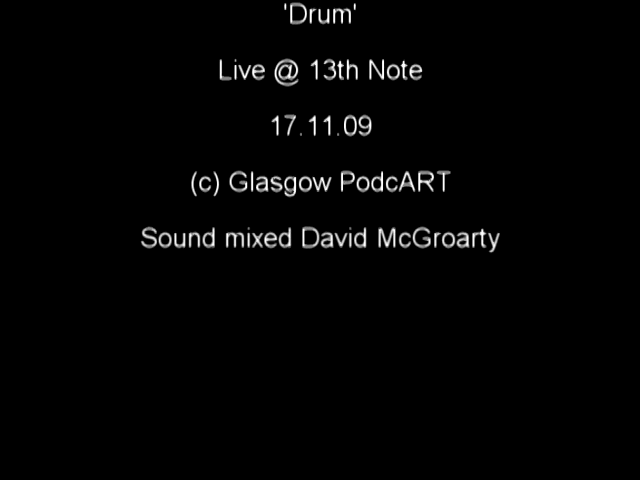 'Drum'
Live @ 13th Note
17.11.09
(c) Glasgow PodcART
Sound mixed David McGroarty